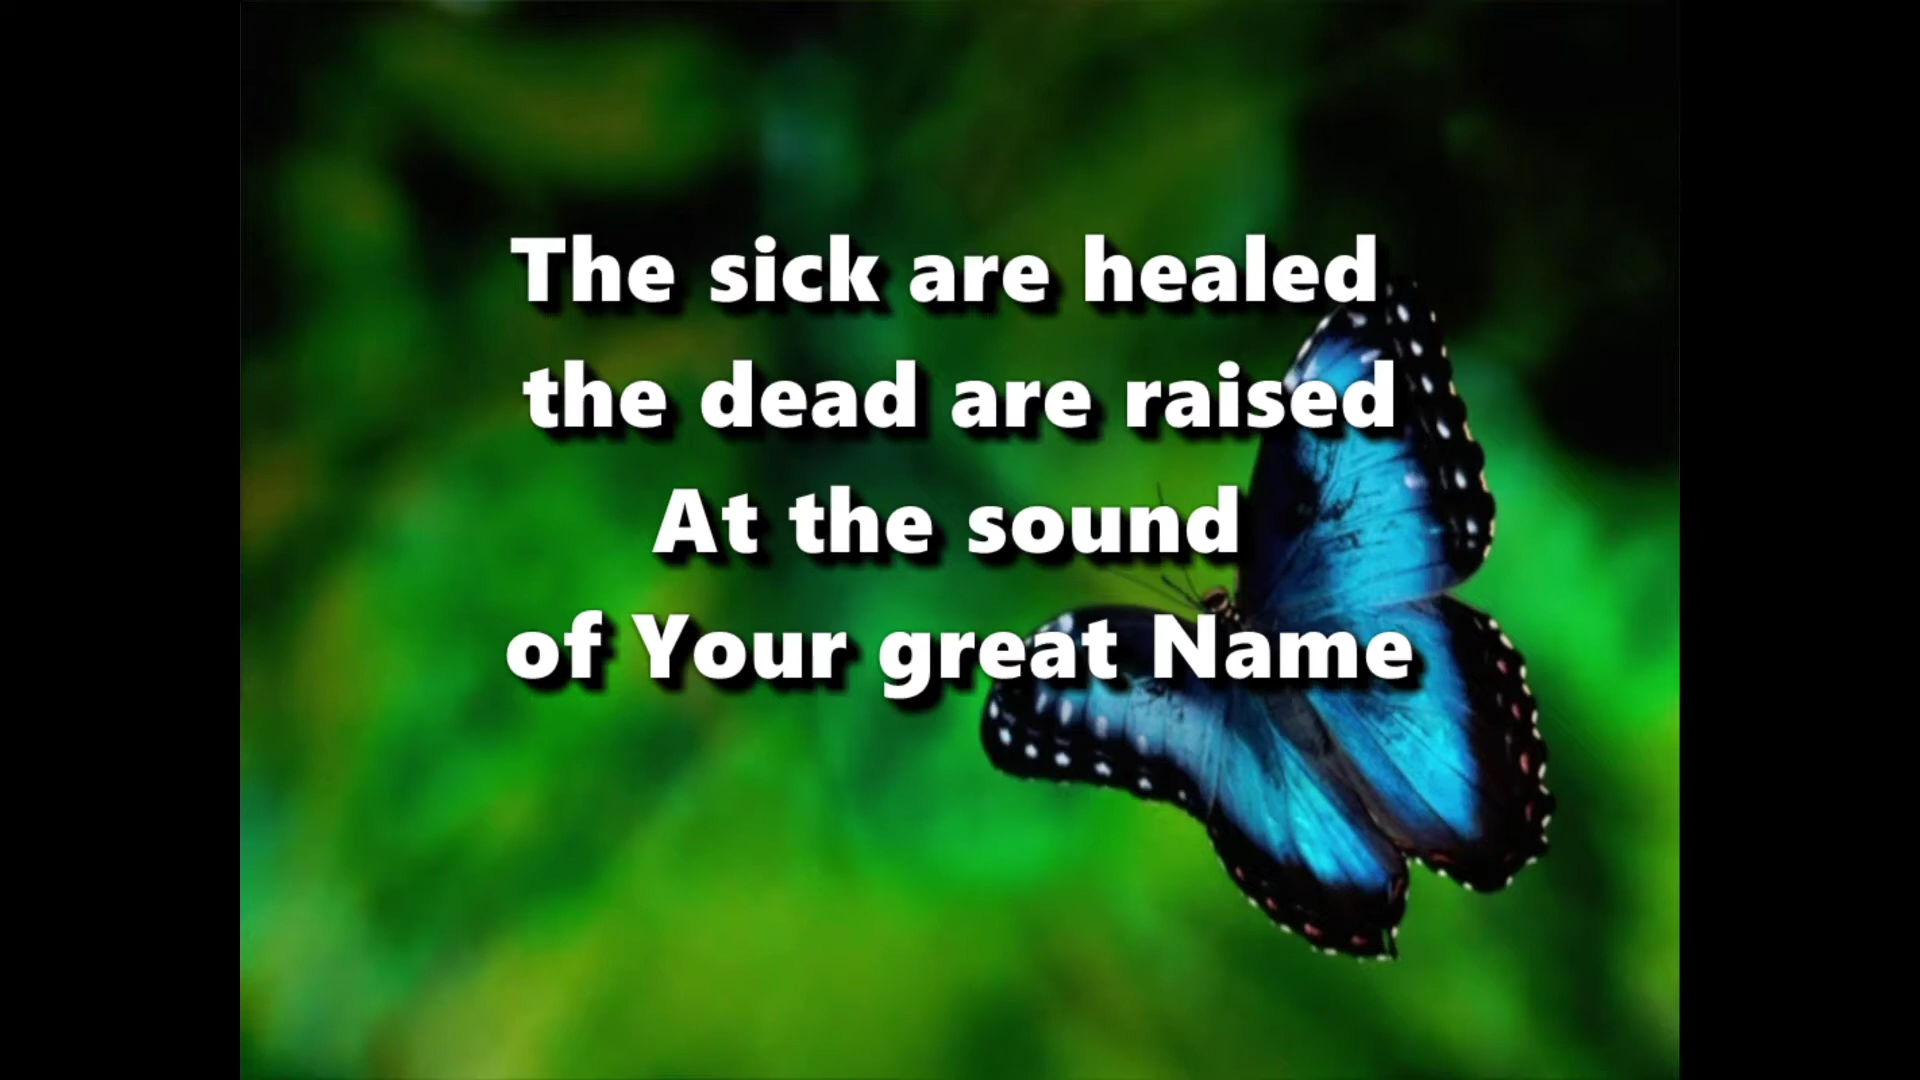 The sick are healed
the dead are raised
At the sound
of Your great Name